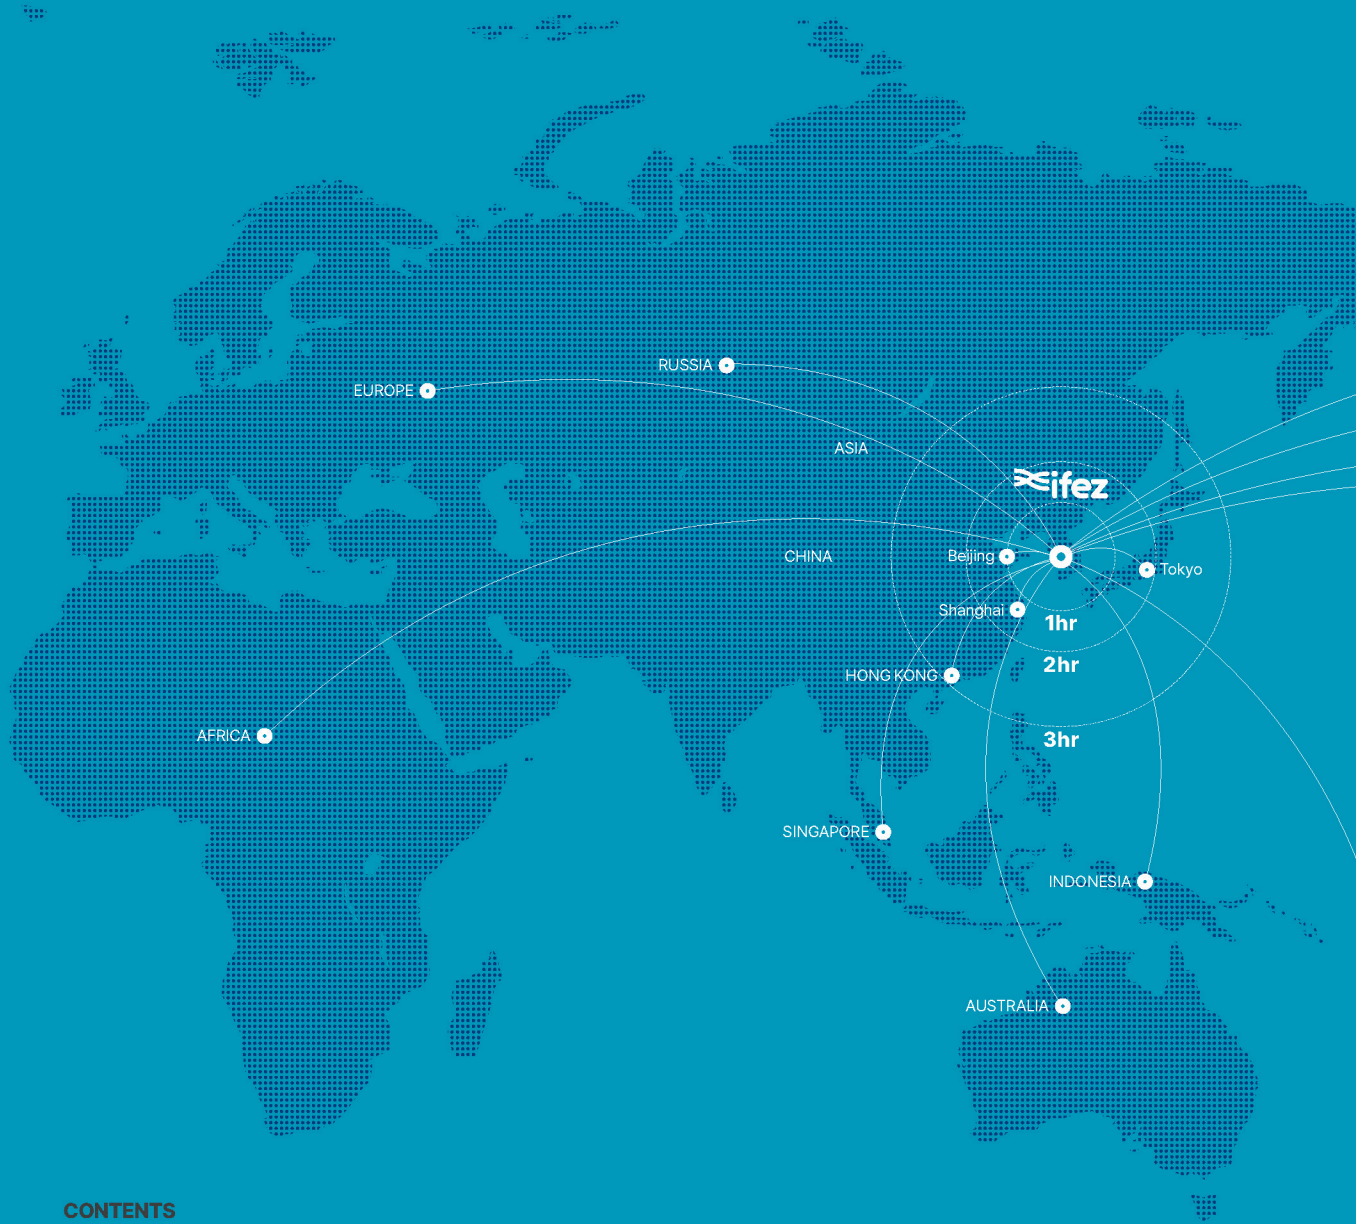 RUSSIA
EUROPE
ASIA
ifez
CHINA
Beijing
Tokyo
Shanghai
1hr
2hr
HONG KONG
AFRICA
3hr
SINGAPORE
INDONESIA
AUSTRALIA
CONTENTS